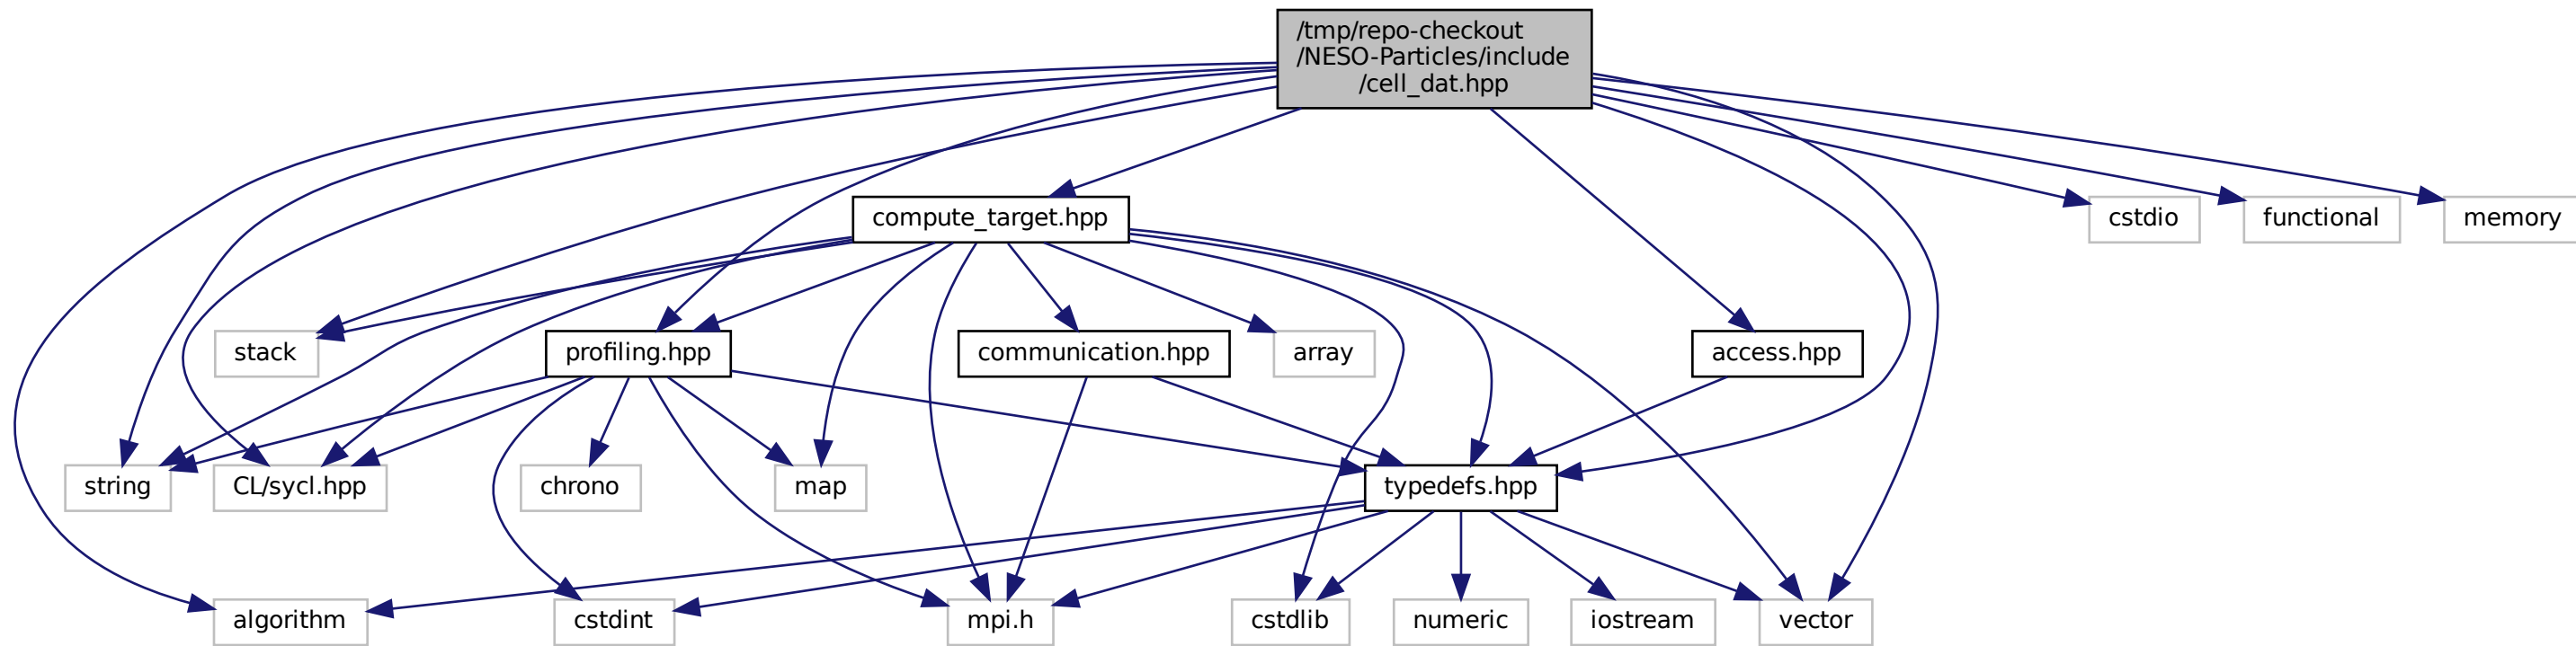 /tmp/repo-checkout
/NESO-Particles/include
/cell_dat.hpp
compute_target.hpp
cstdio
functional
memory
stack
profiling.hpp
communication.hpp
array
access.hpp
string
CL/sycl.hpp
chrono
map
typedefs.hpp
algorithm
cstdint
mpi.h
cstdlib
numeric
iostream
vector